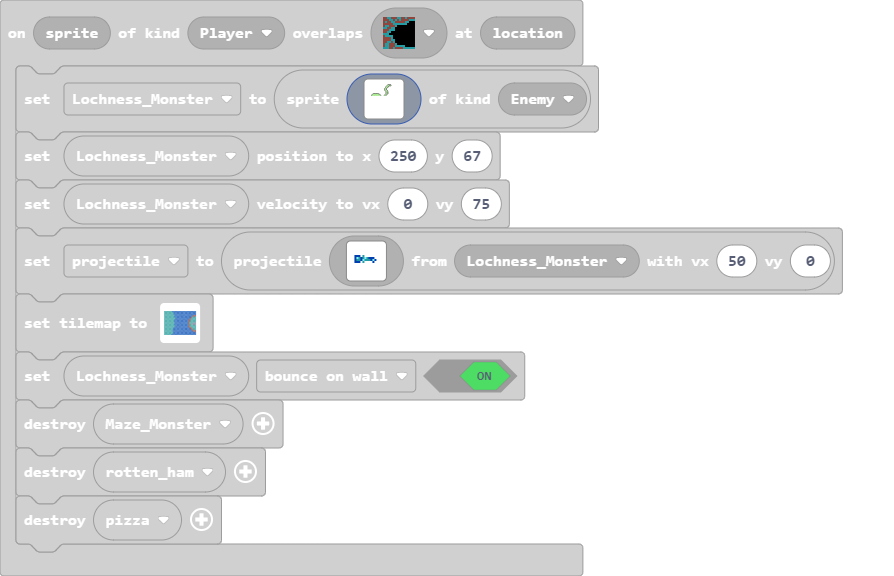 on sprite of kind Player overlaps at location
set Lochness_Monster to sprite of kind Enemy
set Lochness_Monster position to x 250 y 67
set Lochness_Monster velocity to vx 0 vy 75
set projectile to projectile from Lochness_Monster with vx 50 vy 0
set tilemap to
set Lochness_Monster bounce on wall ON
destroy Maze_Monster
destroy rotten_ham
destroy pizza